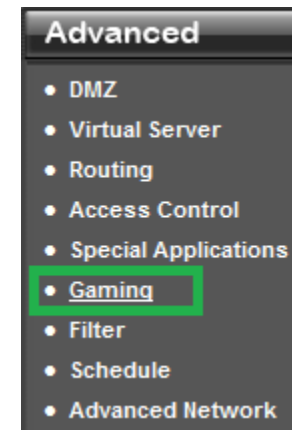 Advanced
• DMZ
• Virtual Server
• Routing
• Access Control
• Special Applications
• Gaming
• Filter
• Schedule
• Advanced Network